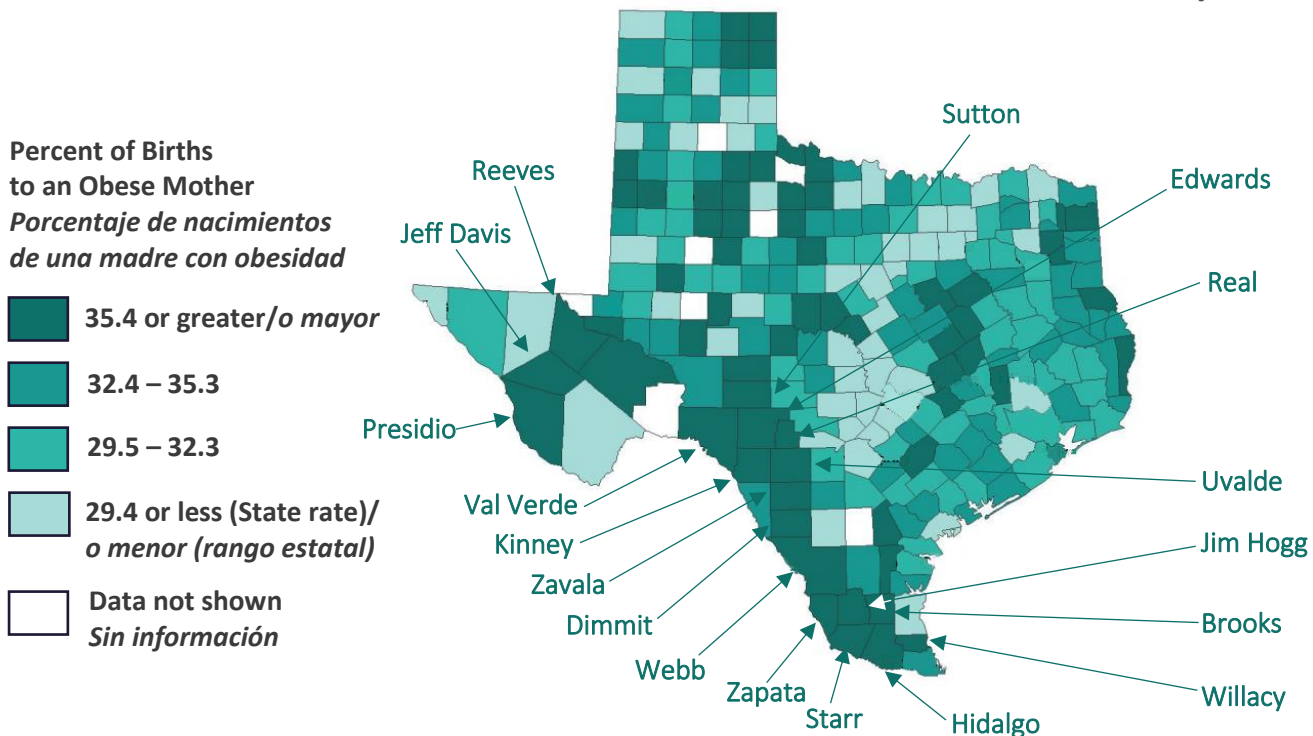 Percent of Births
to an Obese Mother
Porcentaje de nacimientos
de una madre con obesidad
35.4 or greater/o mayor
32.4 – 35.3
29.5 – 32.3
29.4 or less (State rate)/
o menor (rango estatal)
Data not shown
Sin información
Reeves
Jeff Davis
Presidio
Val Verde
Kinney
Zavala
Dimmit
Webb
Zapata
Starr
Hidalgo
Sutton
Edwards
Real
Uvalde
Jim Hogg
Brooks
Willacy